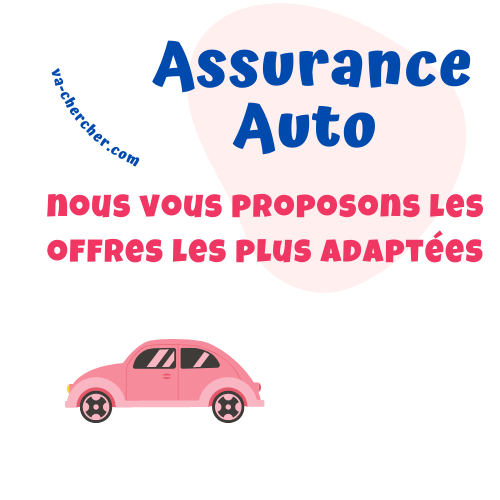 Assurance
Auto
va-chercher.com
nous vous proposons les
offres les plus adaptées